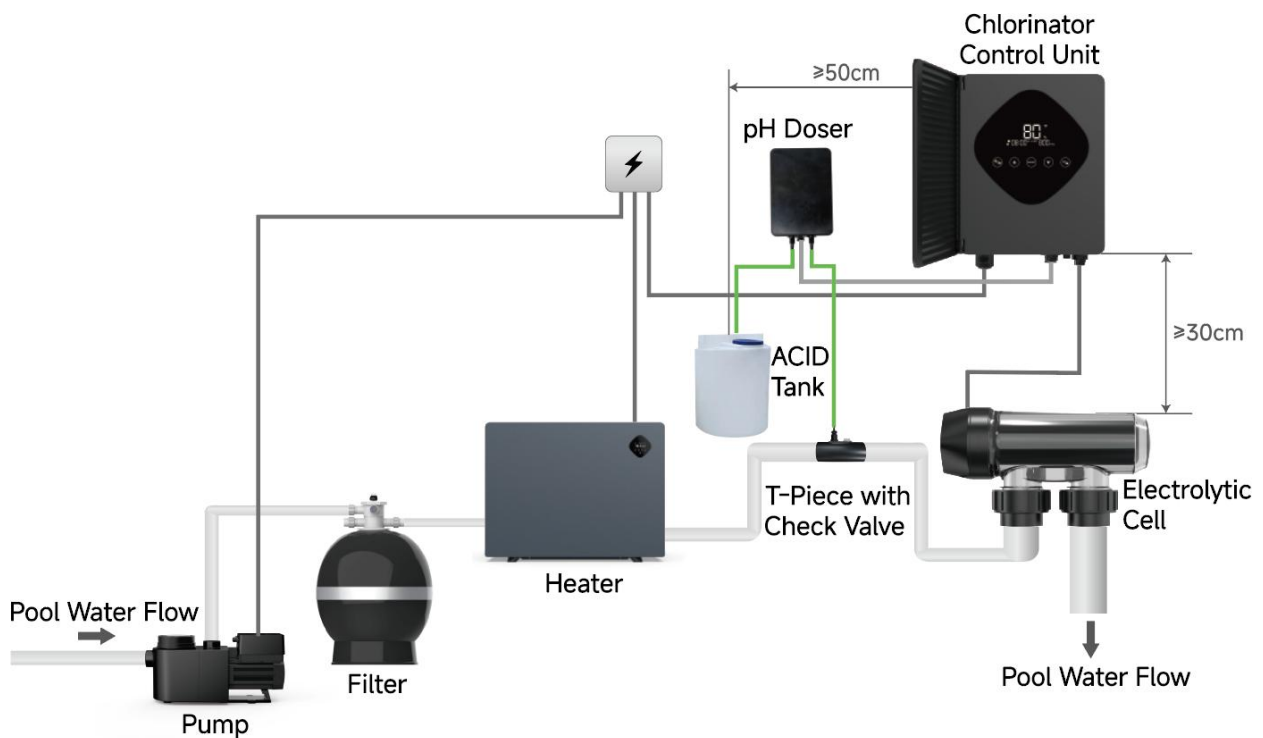 Chlorinator
Control Unit
≥50cm
pH Doser
80
≥30cm
ACID
Tank
T-Piece with
Check Valve
Electrolytic
Cell
Heater
Pool Water Flow
Filter
Pool Water Flow
Pump